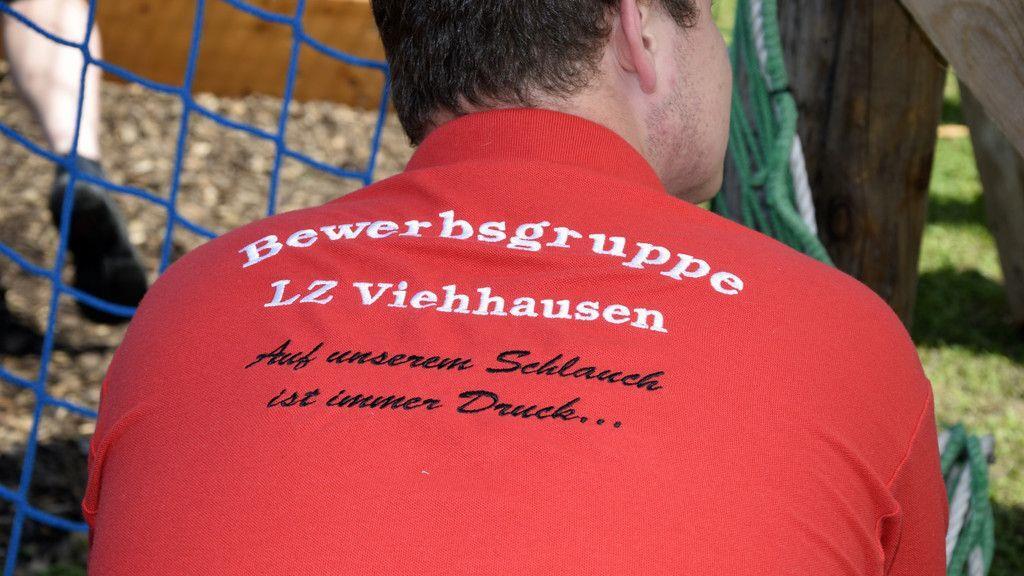 Bewerbsgruppe
LZ Viehhausen
Auf unserem Schlauch
ist immer Druck...